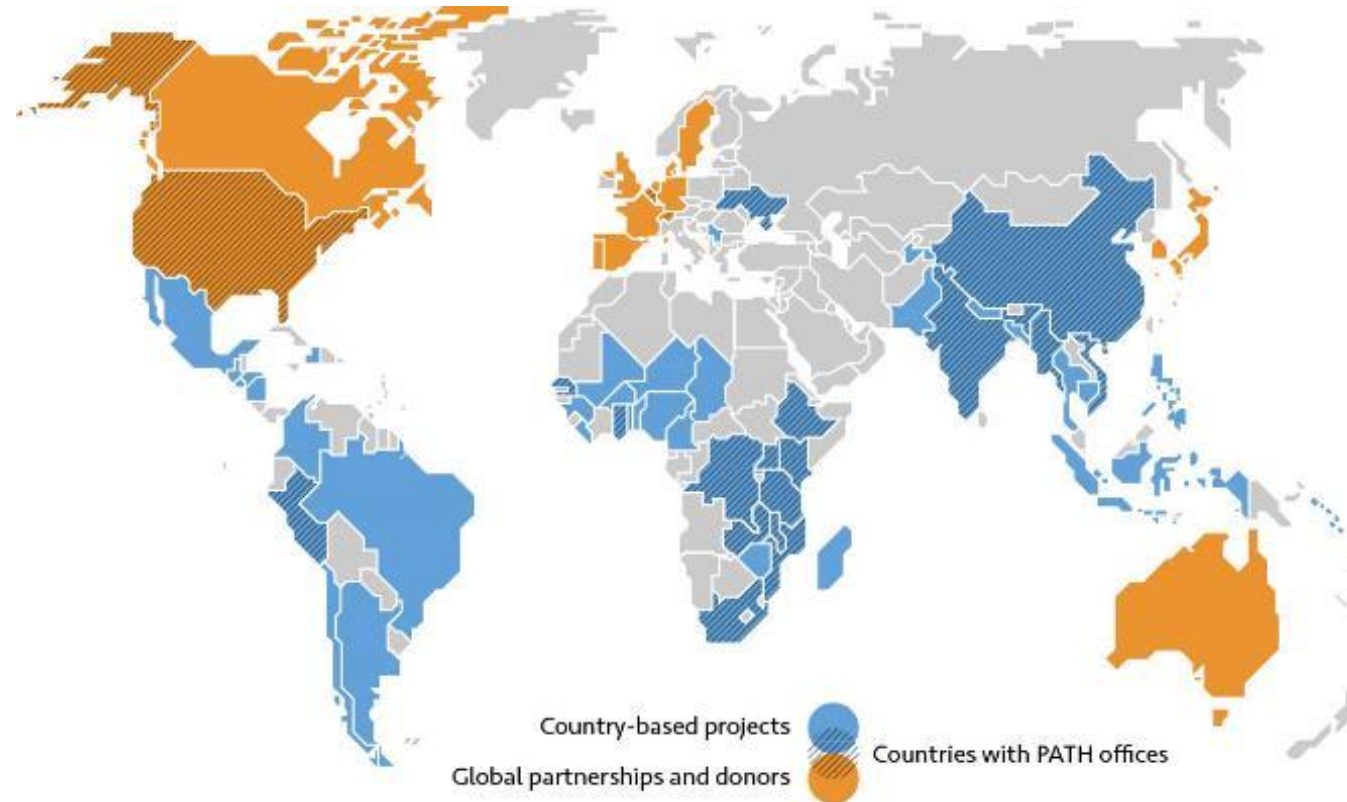 Country-based projects
Countries with PATH offices
Global partnerships and donors